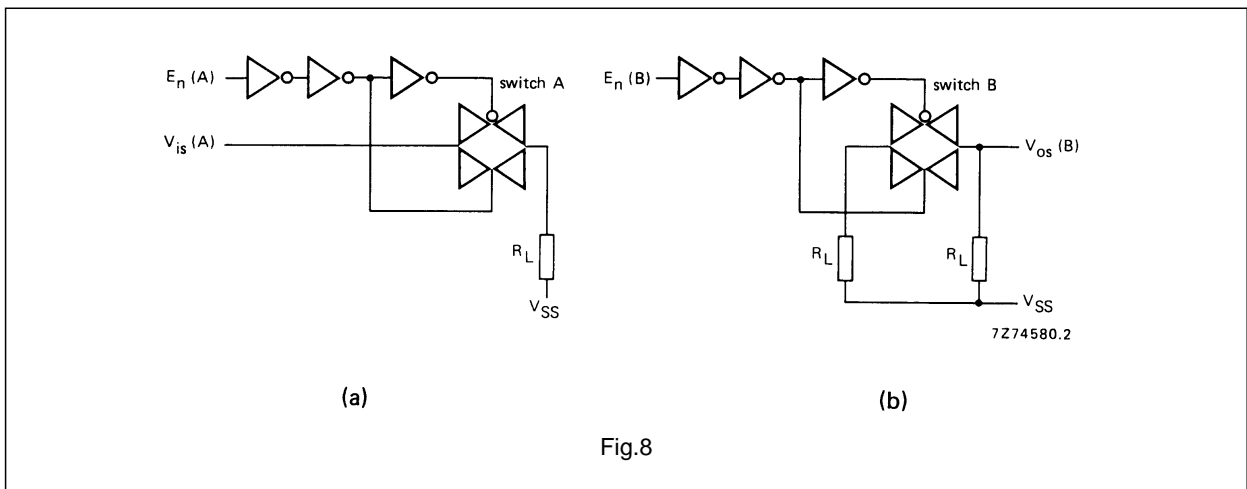 E_n (A)
switch A
V_is (A)
R_L
V_SS
(a)
E_n (B)
switch B
V_os (B)
R_L
R_L
V_SS
7Z74580.2
(b)
Fig.8